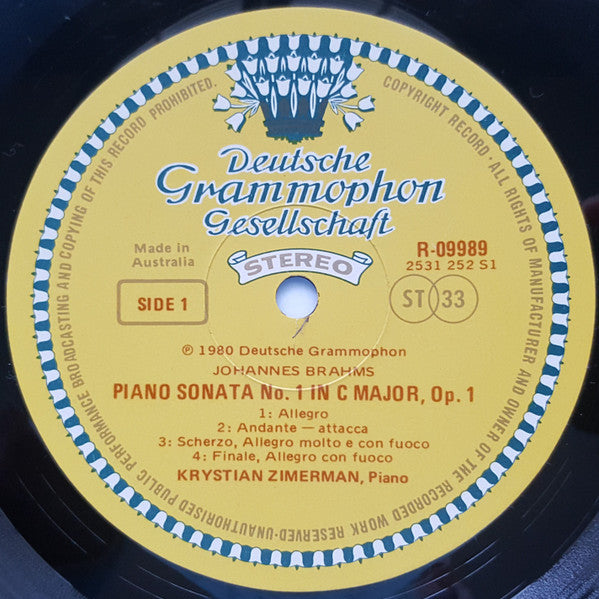 Deutsche
Grammophon
Gesellschaft
STEREO
Made in
Australia
R-09989
2531 252 S1
SIDE 1
ST 33
℗ 1980 Deutsche Grammophon
JOHANNES BRAHMS
PIANO SONATA No. 1 IN C MAJOR, Op. 1
1: Allegro
2: Andante — attacca
3: Scherzo, Allegro molto e con fuoco
4: Finale, Allegro con fuoco
KRYSTIAN ZIMERMAN, Piano
COPYRIGHT RECORD · ALL RIGHTS OF MANUFACTURER AND OWNER OF THE RECORDED WORK RESERVED · UNAUTHORISED PUBLIC PERFORMANCE BROADCASTING AND COPYING OF THIS RECORD PROHIBITED.